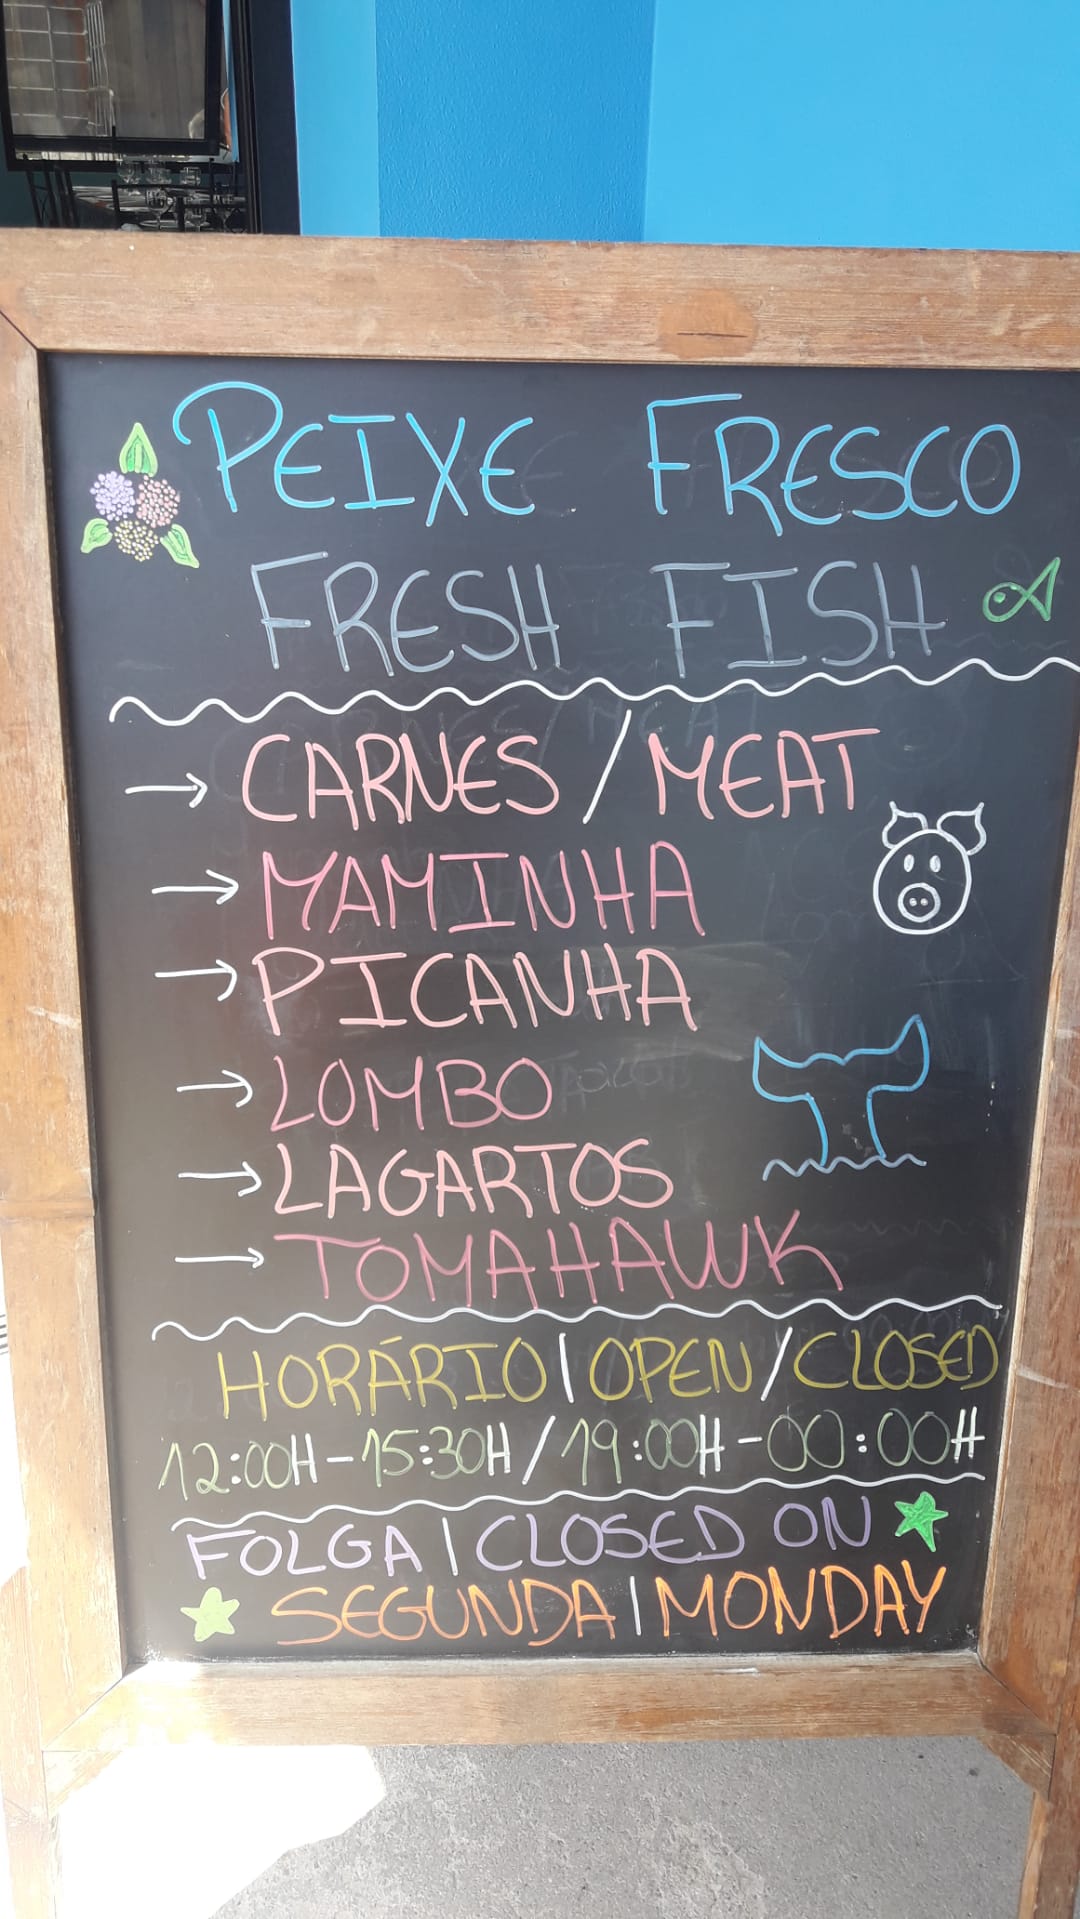 PEIXE FRESCO
FRESH FISH
CARNES / MEAT
MAMINHA
PICANHA
LOMBO
LAGARTOS
TOMAHAWK
HORÁRIO | OPEN / CLOSED
12:00H - 15:30H / 19:00H - 00:00H
FOLGA | CLOSED ON
SEGUNDA | MONDAY